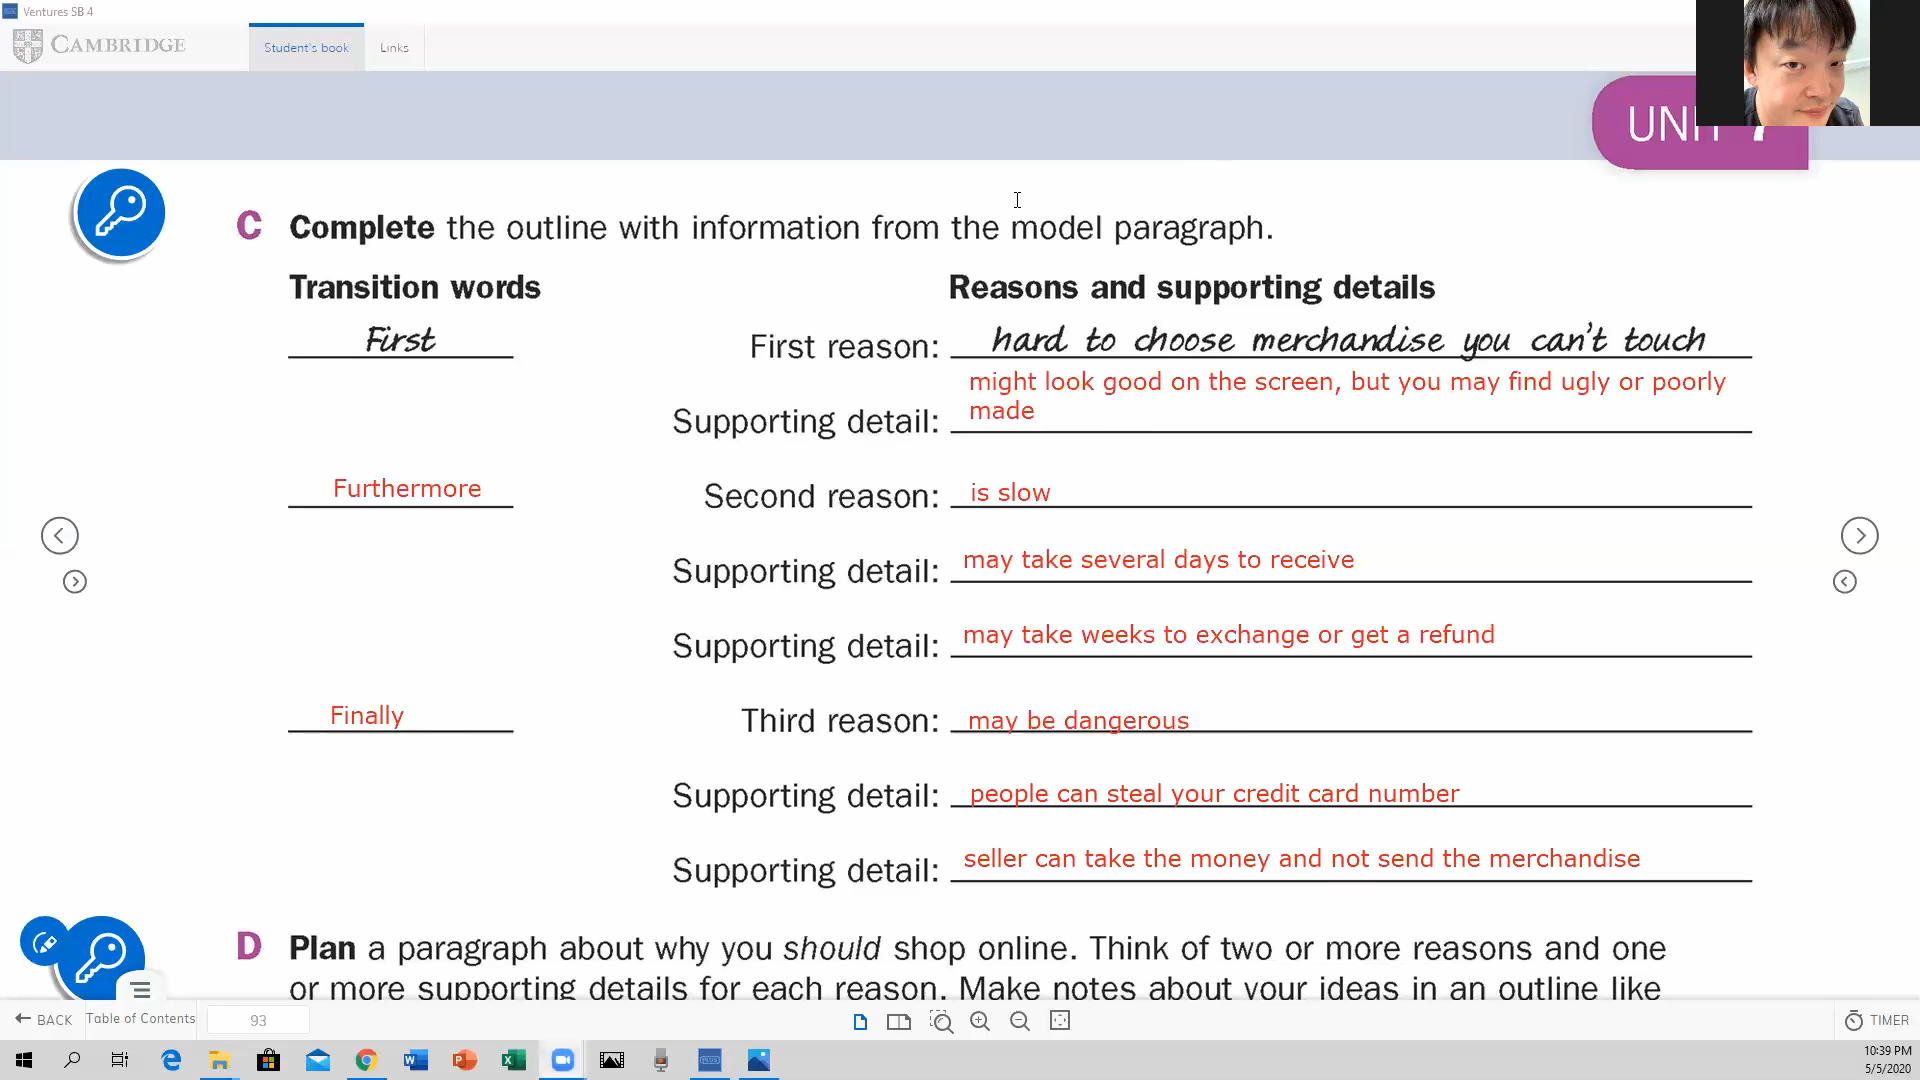 Ventures SB 4
CAMBRIDGE
Student's book
Links
UNIT 7
C Complete the outline with information from the model paragraph.
Transition words
Reasons and supporting details
First
First reason: hard to choose merchandise you can't touch
might look good on the screen, but you may find ugly or poorly
made
Supporting detail:
Furthermore
Second reason: is slow
Supporting detail: may take several days to receive
Supporting detail: may take weeks to exchange or get a refund
Finally
Third reason: may be dangerous
Supporting detail: people can steal your credit card number
Supporting detail: seller can take the money and not send the merchandise
D Plan a paragraph about why you should shop online. Think of two or more reasons and one
or more supporting details for each reason. Make notes about your ideas in an outline like
BACK
Table of Contents
93
TIMER
10:39 PM
5/5/2020